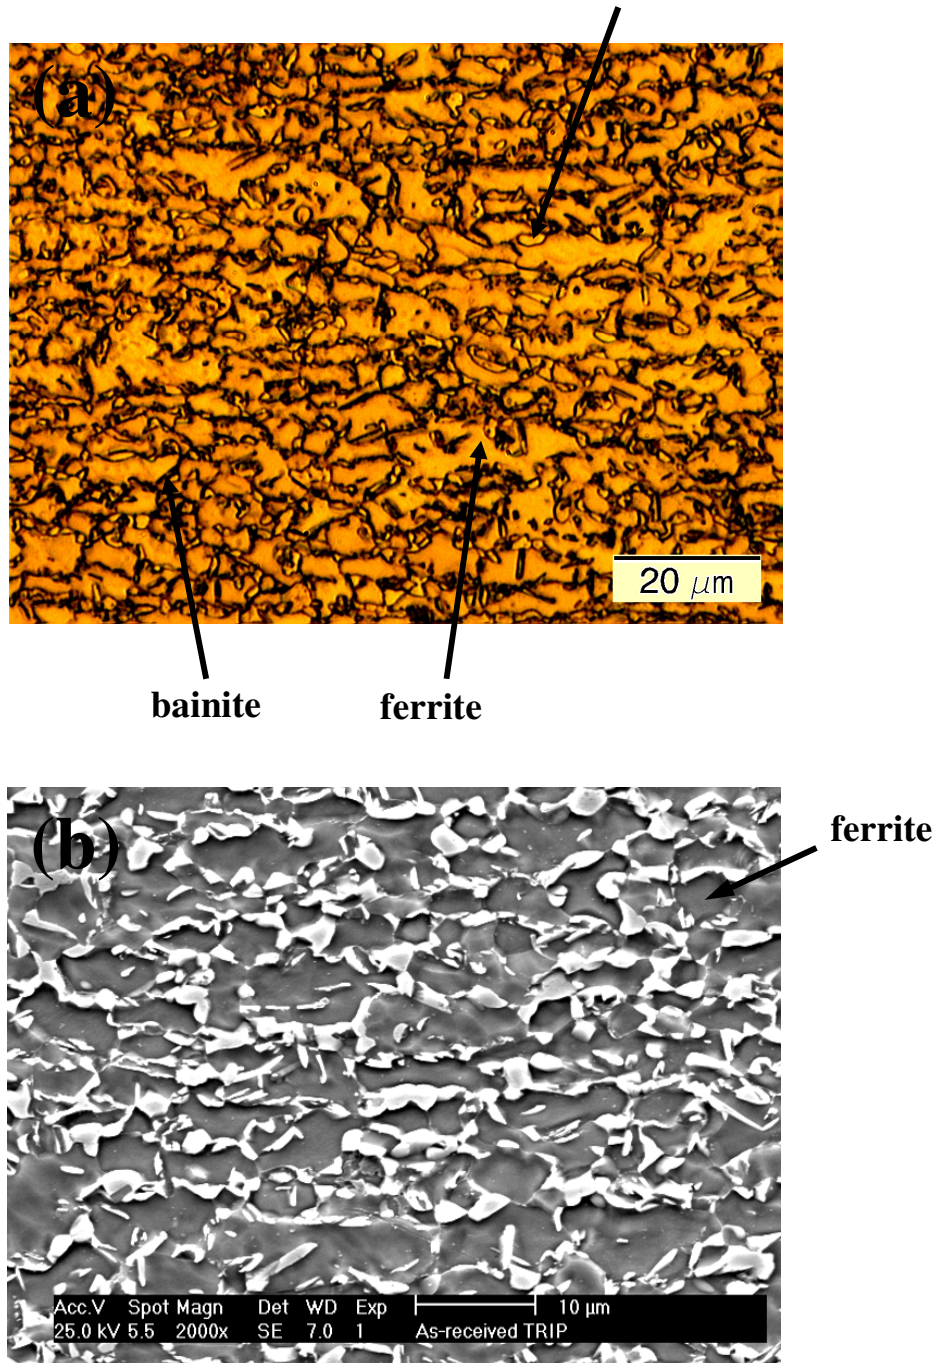 (a)
20 μm
bainite
ferrite
(b)
ferrite
Acc.V Spot Magn Det WD Exp 10 μm
25.0 kV 5.5 2000x SE 7.0 1 As-received TRIP